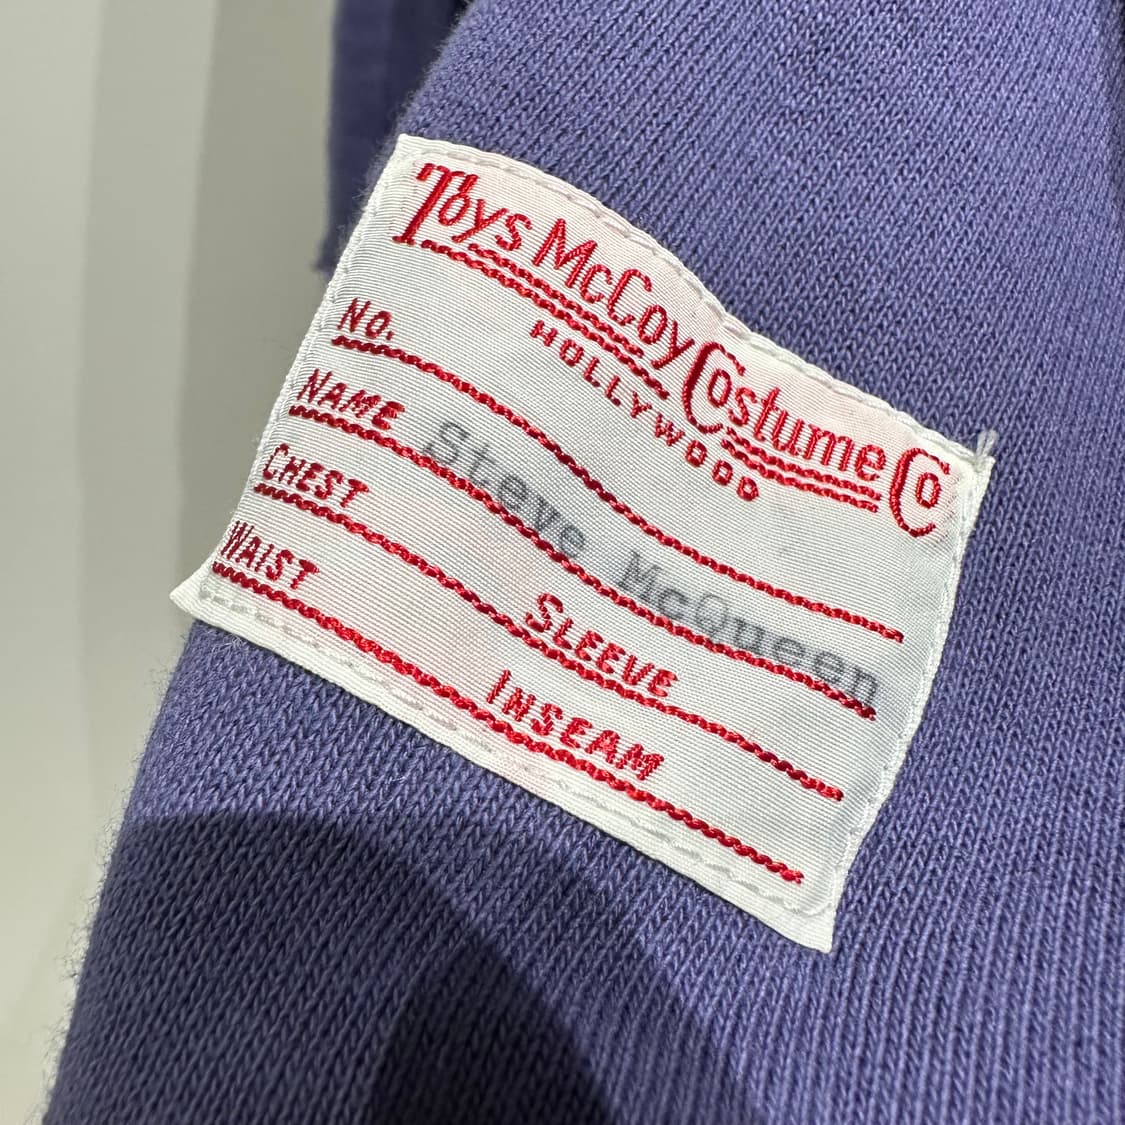 Toys McCoy Costume Co
HOLLYWOOD
NO.
NAME Steve McQueen
CHEST SLEEVE
WAIST INSEAM